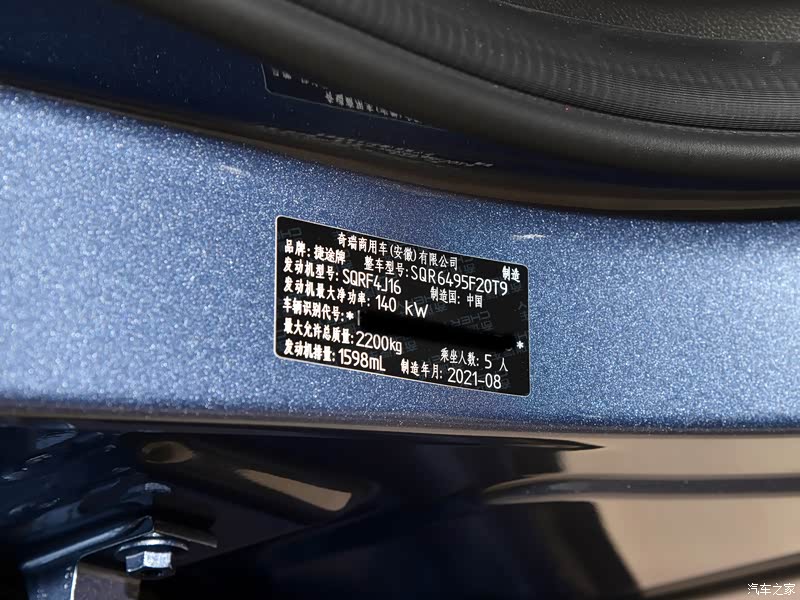 奇瑞商用车(安徽)有限公司 制造
品牌: 捷途牌 整车型号: SQR6495F20T9
发动机型号: SQRF4J16 制造国: 中国
发动机最大净功率: 140 kW
车辆识别代号: * *
最大允许总质量: 2200kg 乘坐人数: 5 人
发动机排量: 1598mL 制造年月: 2021-08
汽车之家